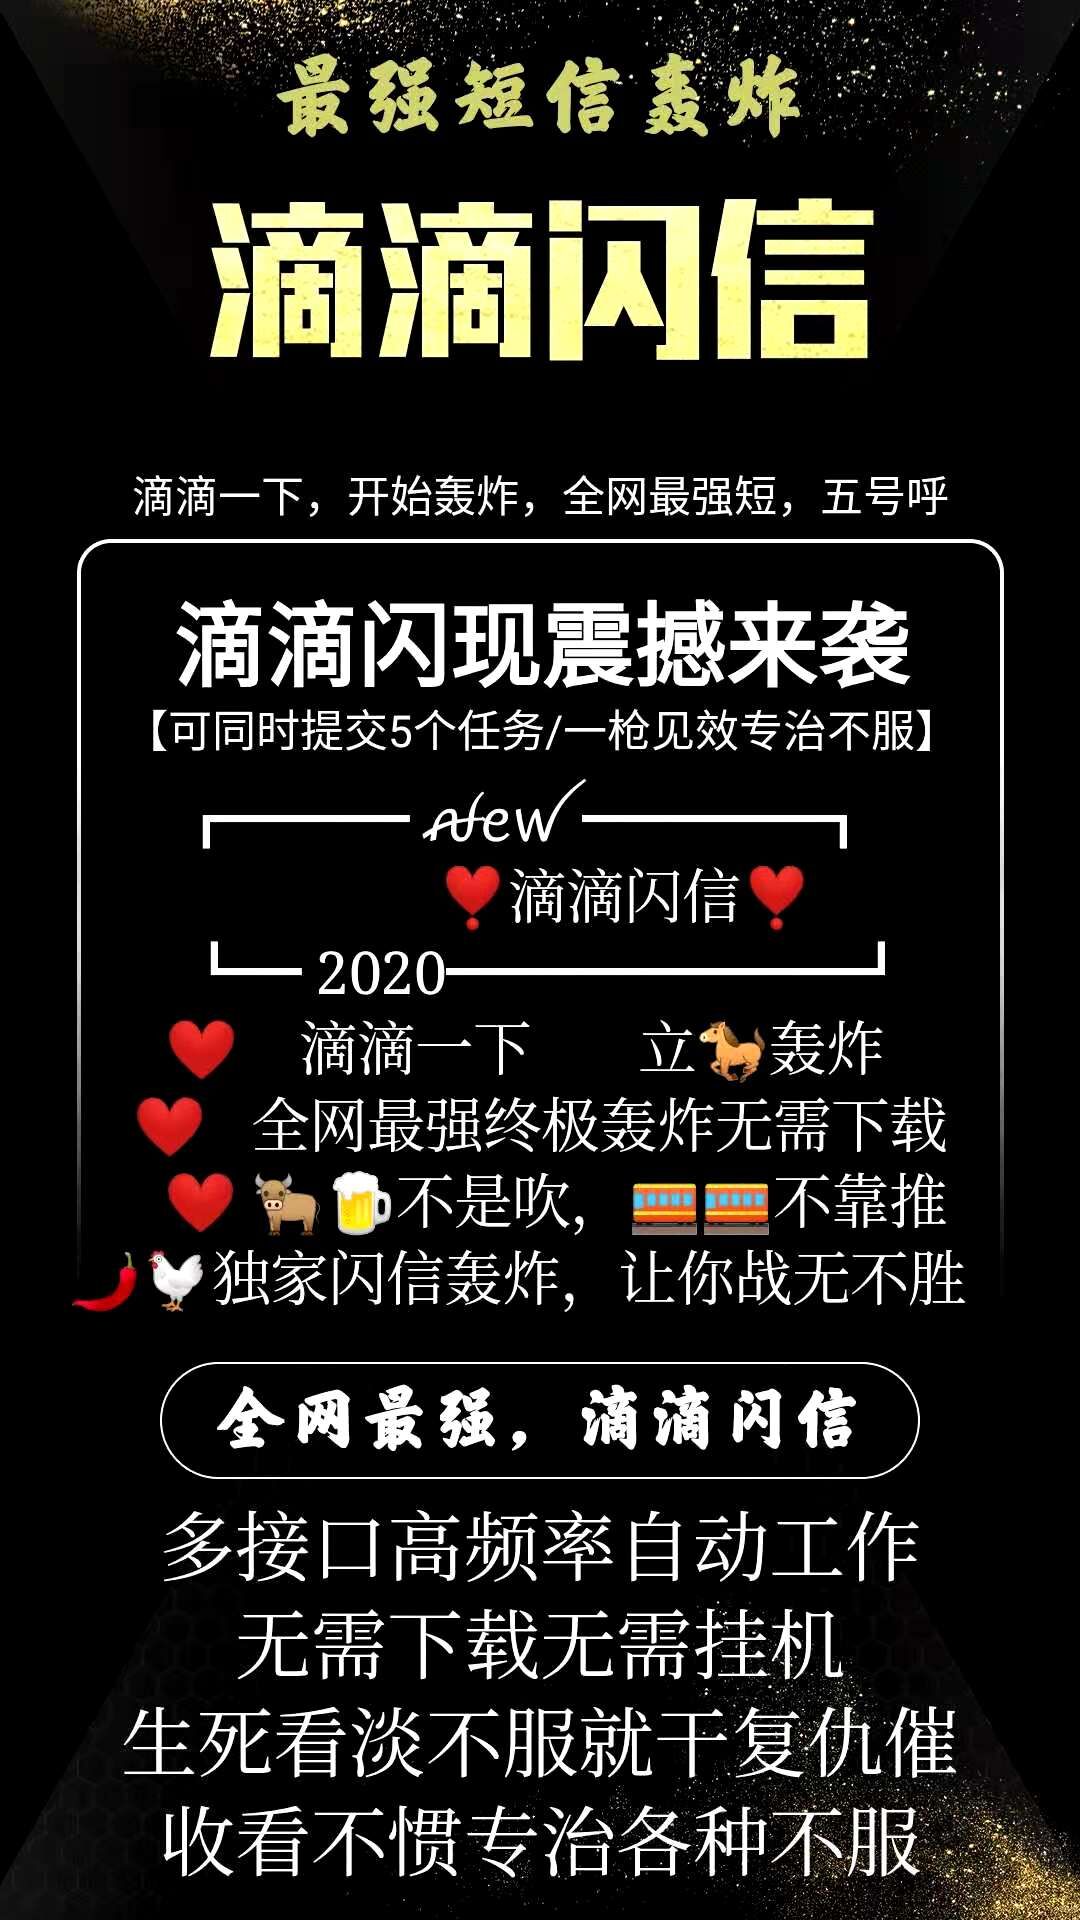 最强短信轰炸
滴滴闪信
滴滴一下，开始轰炸，全网最强短，五号呼
滴滴闪现震撼来袭
【可同时提交5个任务/一枪见效专治不服】
New
❣️滴滴闪信❣️
2020
❤️ 滴滴一下 立🐎轰炸
❤️ 全网最强终极轰炸无需下载
❤️🐂🍺不是吹，🚃🚃不靠推
🌶️🐓独家闪信轰炸，让你战无不胜
全网最强，滴滴闪信
多接口高频率自动工作
无需下载无需挂机
生死看淡不服就干复仇催
收看不惯专治各种不服